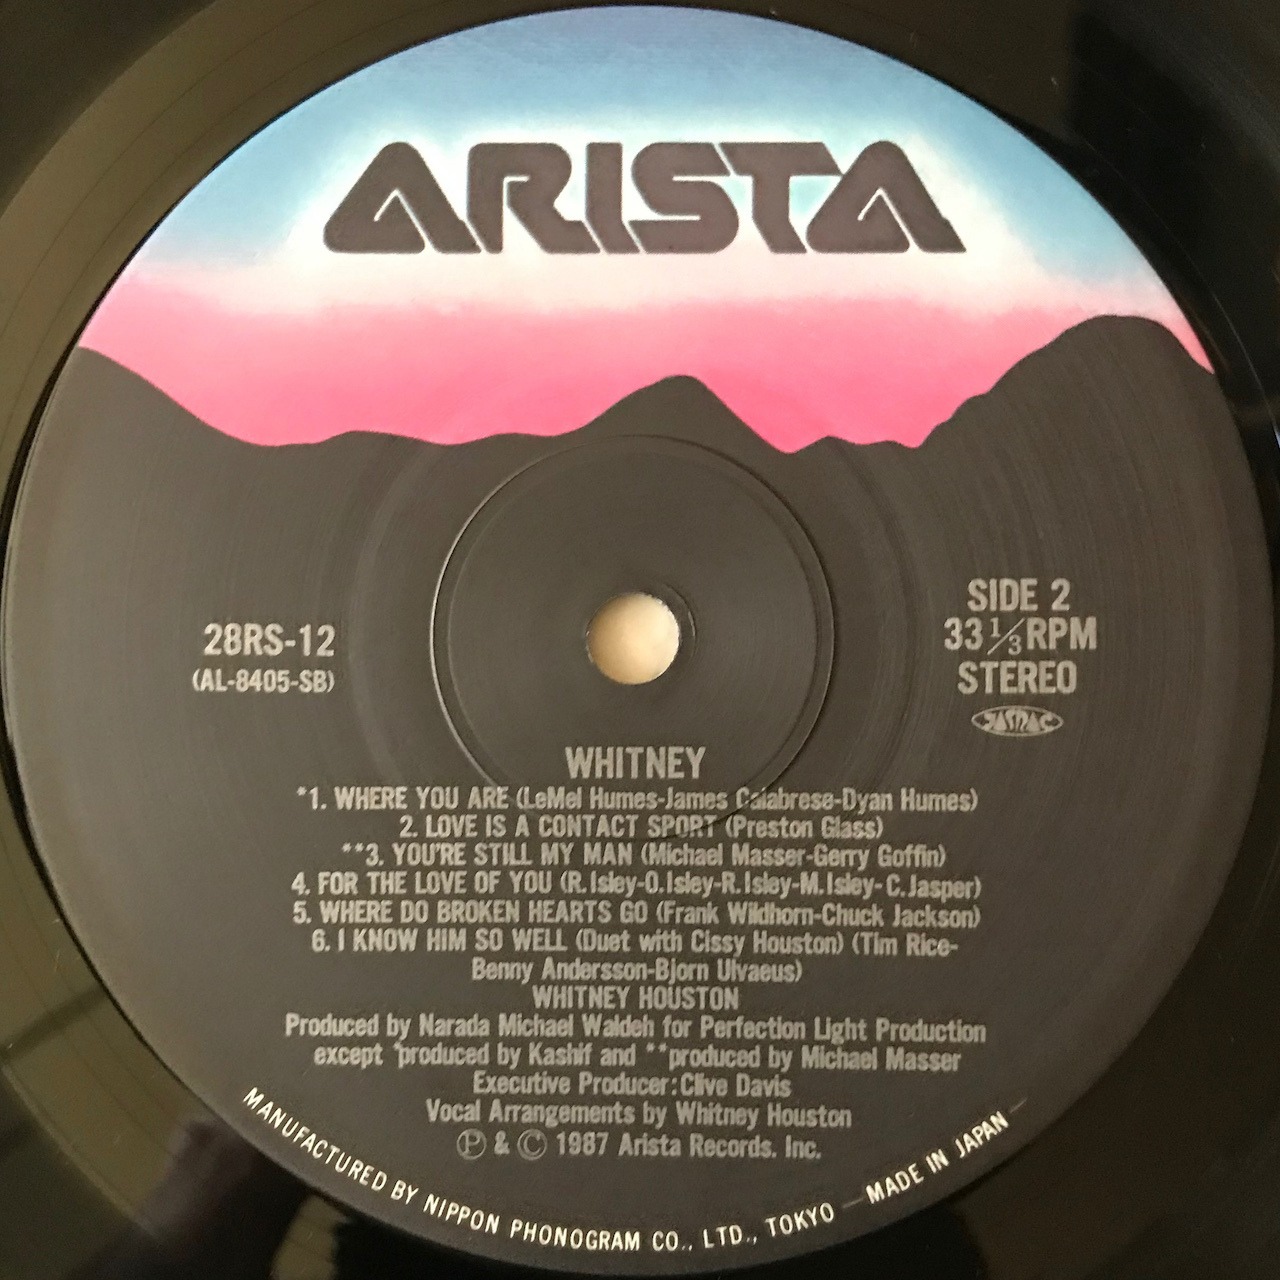 ARISTA
28RS-12
(AL-8405-SB)
SIDE 2
33 1/3 RPM
STEREO
JASRAC
WHITNEY
*1. WHERE YOU ARE (LeMel Humes-James Calabrese-Dyan Humes)
2. LOVE IS A CONTACT SPORT (Preston Glass)
**3. YOU'RE STILL MY MAN (Michael Masser-Gerry Goffin)
4. FOR THE LOVE OF YOU (R. Isley-O. Isley-R. Isley-M. Isley-C. Jasper)
5. WHERE DO BROKEN HEARTS GO (Frank Wildhorn-Chuck Jackson)
6. I KNOW HIM SO WELL (Duet with Cissy Houston) (Tim Rice-
Benny Andersson-Bjorn Ulvaeus)
WHITNEY HOUSTON
Produced by Narada Michael Waldeh for Perfection Light Production
except *produced by Kashif and **produced by Michael Masser
Executive Producer: Clive Davis
Vocal Arrangements by Whitney Houston
℗ & © 1987 Arista Records. Inc.
MANUFACTURED BY NIPPON PHONOGRAM CO., LTD., TOKYO — MADE IN JAPAN —